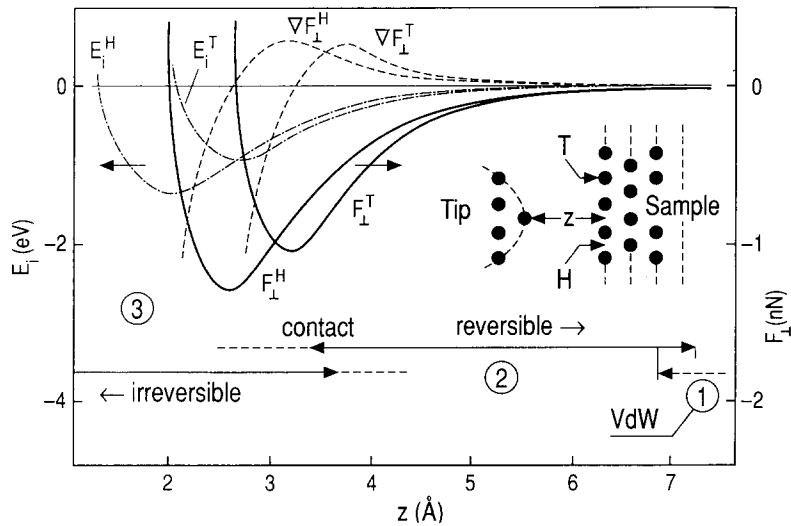 E_i^H
E_i^T
∇F_⊥^H
∇F_⊥^T
0
0
T
Tip
z
Sample
H
F_⊥^T
F_⊥^H
-2
-1
E_i (eV)
F_⊥ (nN)
③
contact
reversible →
②
①
← irreversible
-4
-2
VdW
1
2
3
4
5
6
7
z (Å)